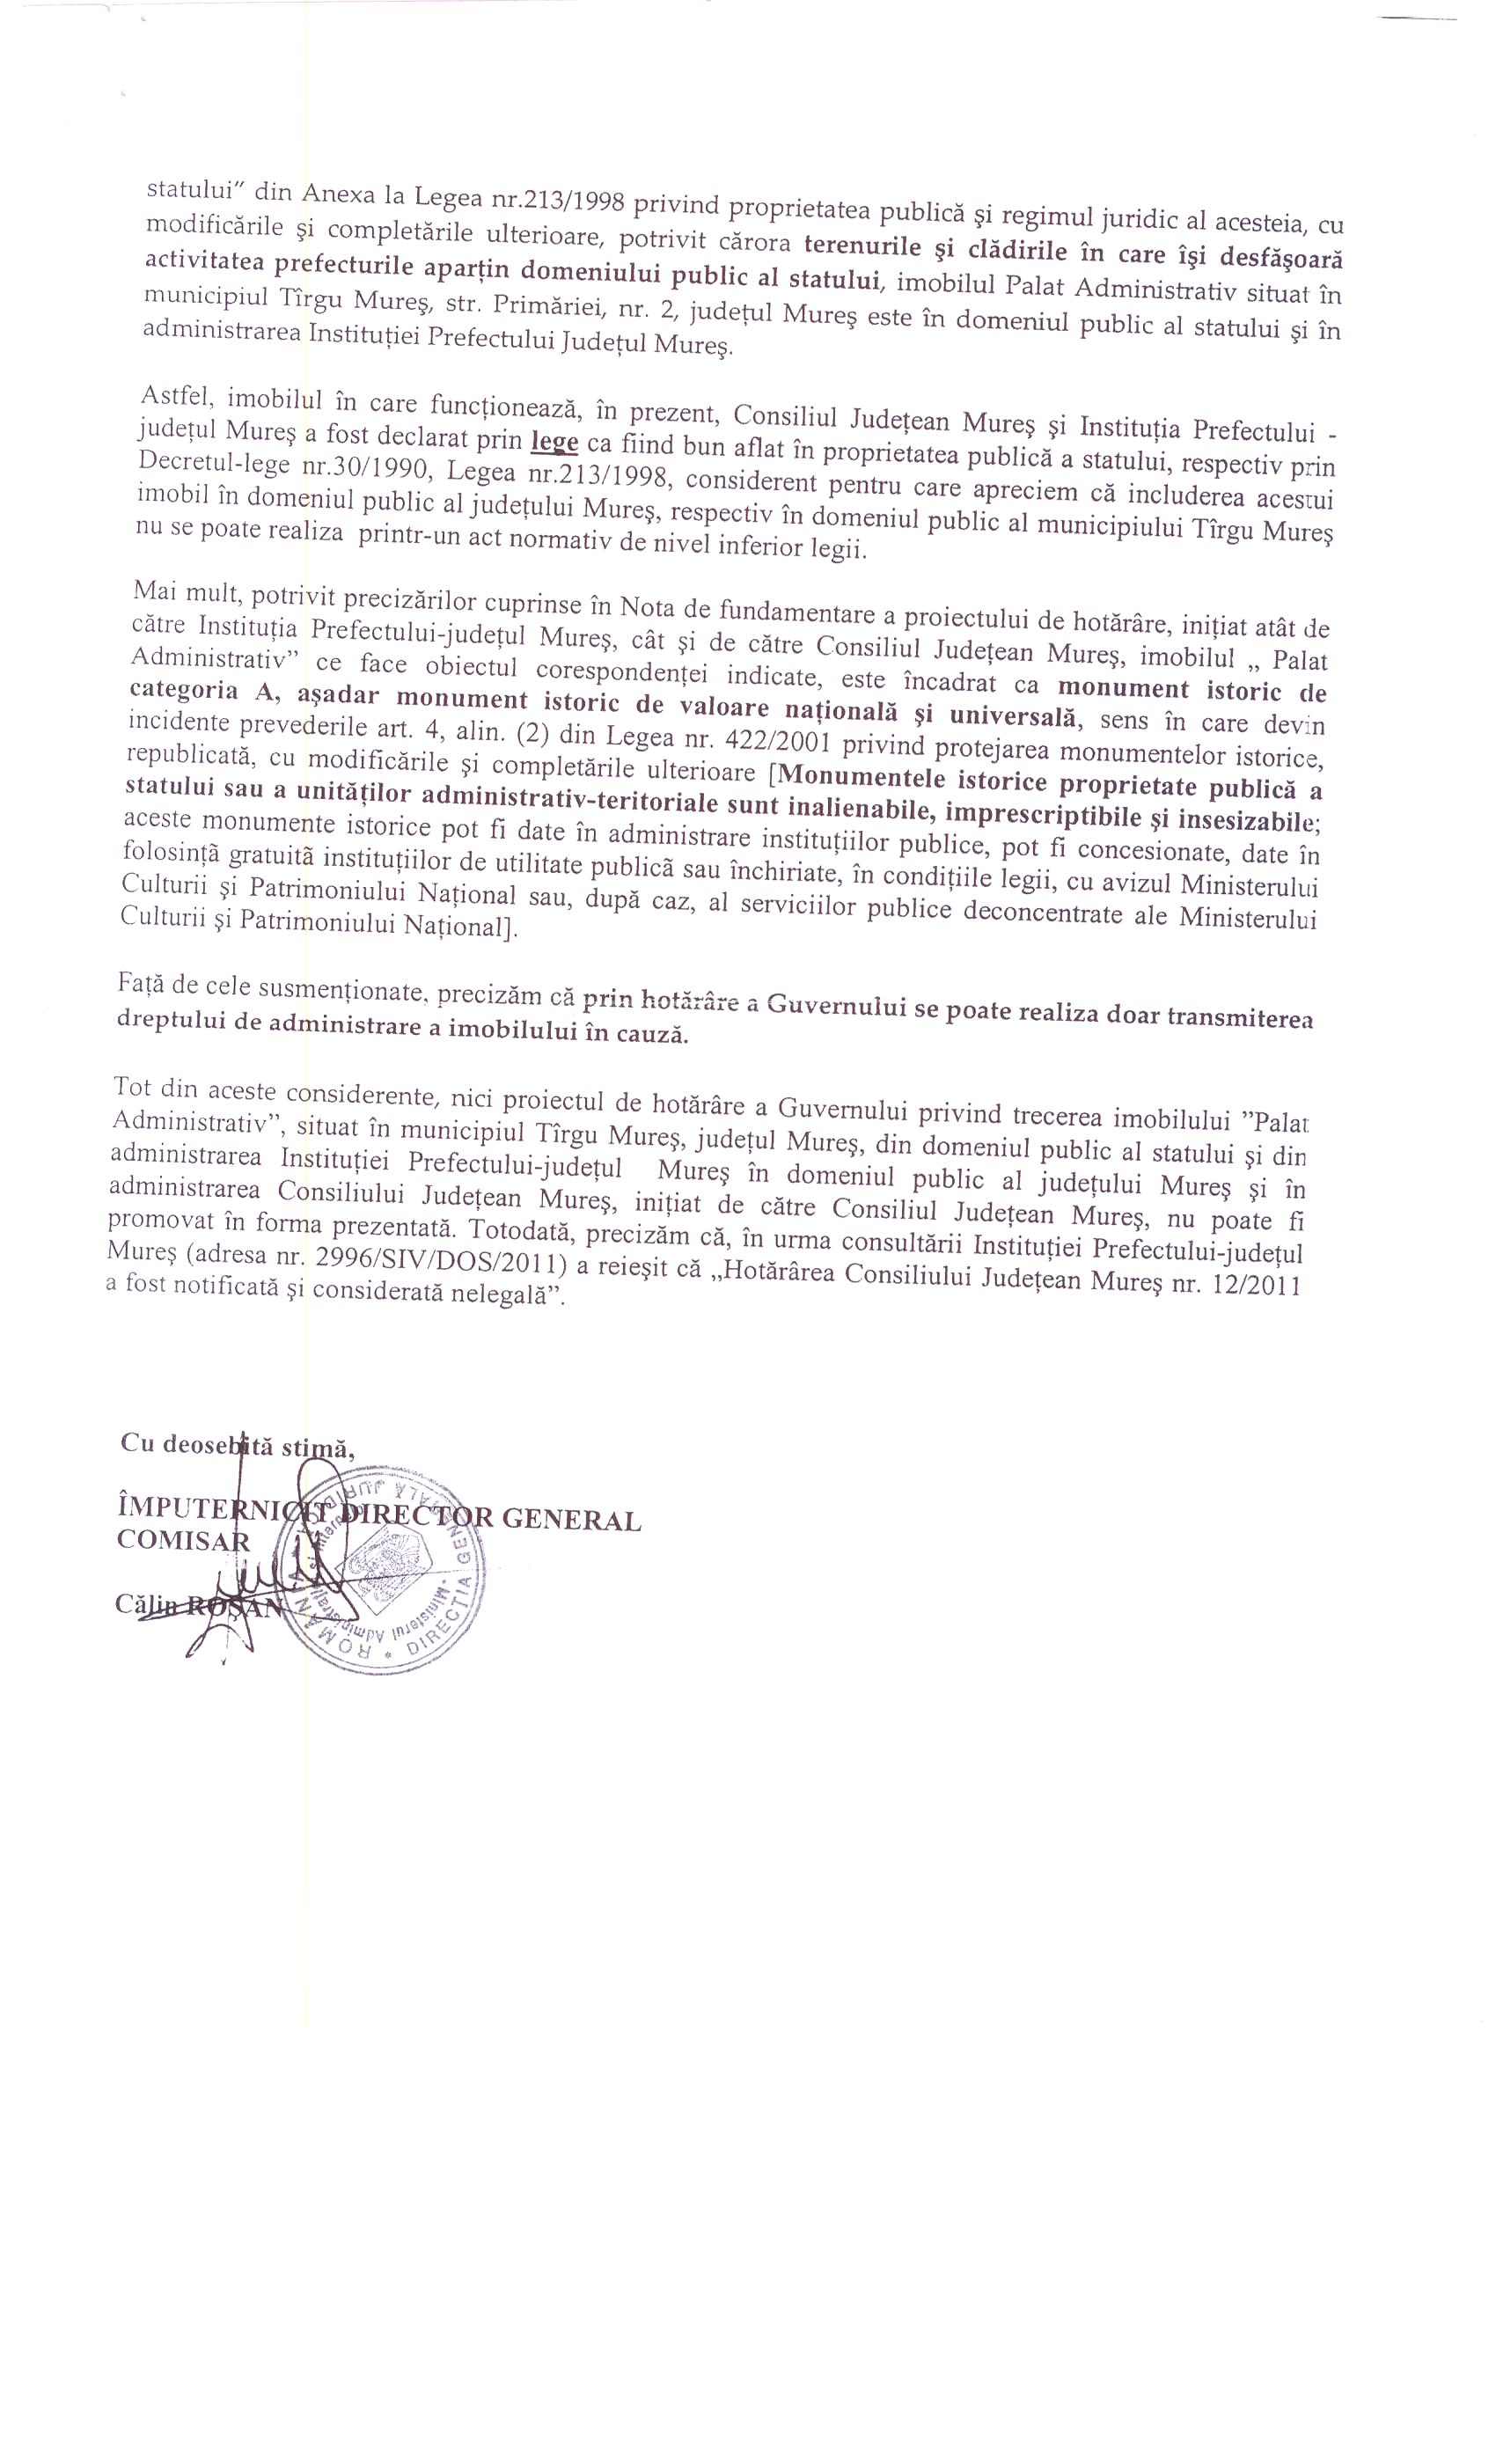 statului" din Anexa la Legea nr.213/1998 privind proprietatea publică şi regimul juridic al acesteia, cu
modificările şi completările ulterioare, potrivit cărora terenurile şi clădirile în care îşi desfăşoară
activitatea prefecturile aparţin domeniului public al statului, imobilul Palat Administrativ situat în
municipiul Tîrgu Mureş, str. Primăriei, nr. 2, judeţul Mureş este în domeniul public al statului şi în
administrarea Instituţiei Prefectului Judeţul Mureş.
Astfel, imobilul în care funcţionează, în prezent, Consiliul Judeţean Mureş şi Instituţia Prefectului -
judeţul Mureş a fost declarat prin lege ca fiind bun aflat în proprietatea publică a statului, respectiv prin
Decretul-lege nr.30/1990, Legea nr.213/1998, considerent pentru care apreciem că includerea acestui
imobil în domeniul public al judeţului Mureş, respectiv în domeniul public al municipiului Tîrgu Mureş
nu se poate realiza printr-un act normativ de nivel inferior legii.
Mai mult, potrivit precizărilor cuprinse în Nota de fundamentare a proiectului de hotărâre, iniţiat atât de
către Instituţia Prefectului-judeţul Mureş, cât şi de către Consiliul Judeţean Mureş, imobilul „ Palat
Administrativ” ce face obiectul corespondenţei indicate, este încadrat ca monument istoric de
categoria A, aşadar monument istoric de valoare naţională şi universală, sens în care devin
incidente prevederile art. 4, alin. (2) din Legea nr. 422/2001 privind protejarea monumentelor istorice,
republicată, cu modificările şi completările ulterioare [Monumentele istorice proprietate publică a
statului sau a unităţilor administrativ-teritoriale sunt inalienabile, imprescriptibile şi insesizabile;
aceste monumente istorice pot fi date în administrare instituţiilor publice, pot fi concesionate, date în
folosinţă gratuită instituţiilor de utilitate publică sau închiriate, în condiţiile legii, cu avizul Ministerului
Culturii şi Patrimoniului Naţional sau, după caz, al serviciilor publice deconcentrate ale Ministerului
Culturii şi Patrimoniului Naţional].
Faţă de cele susmenţionate, precizăm că prin hotărâre a Guvernului se poate realiza doar transmiterea
dreptului de administrare a imobilului în cauză.
Tot din aceste considerente, nici proiectul de hotărâre a Guvernului privind trecerea imobilului ”Palat
Administrativ”, situat în municipiul Tîrgu Mureş, judeţul Mureş, din domeniul public al statului şi din
administrarea Instituţiei Prefectului-judeţul Mureş în domeniul public al judeţului Mureş şi în
administrarea Consiliului Judeţean Mureş, iniţiat de către Consiliul Judeţean Mureş, nu poate fi
promovat în forma prezentată. Totodată, precizăm că, în urma consultării Instituţiei Prefectului-judeţul
Mureş (adresa nr. 2996/SIV/DOS/2011) a reieşit că „Hotărârea Consiliului Judeţean Mureş nr. 12/2011
a fost notificată şi considerată nelegală”.
Cu deosebită stimă,
ÎMPUTERNICIT DIRECTOR GENERAL
COMISAR
Călin ROŞAN
ROMÂNIA * DIRECŢIA GENERALĂ JURIDICĂ
Ministerul Administraţiei şi Internelor